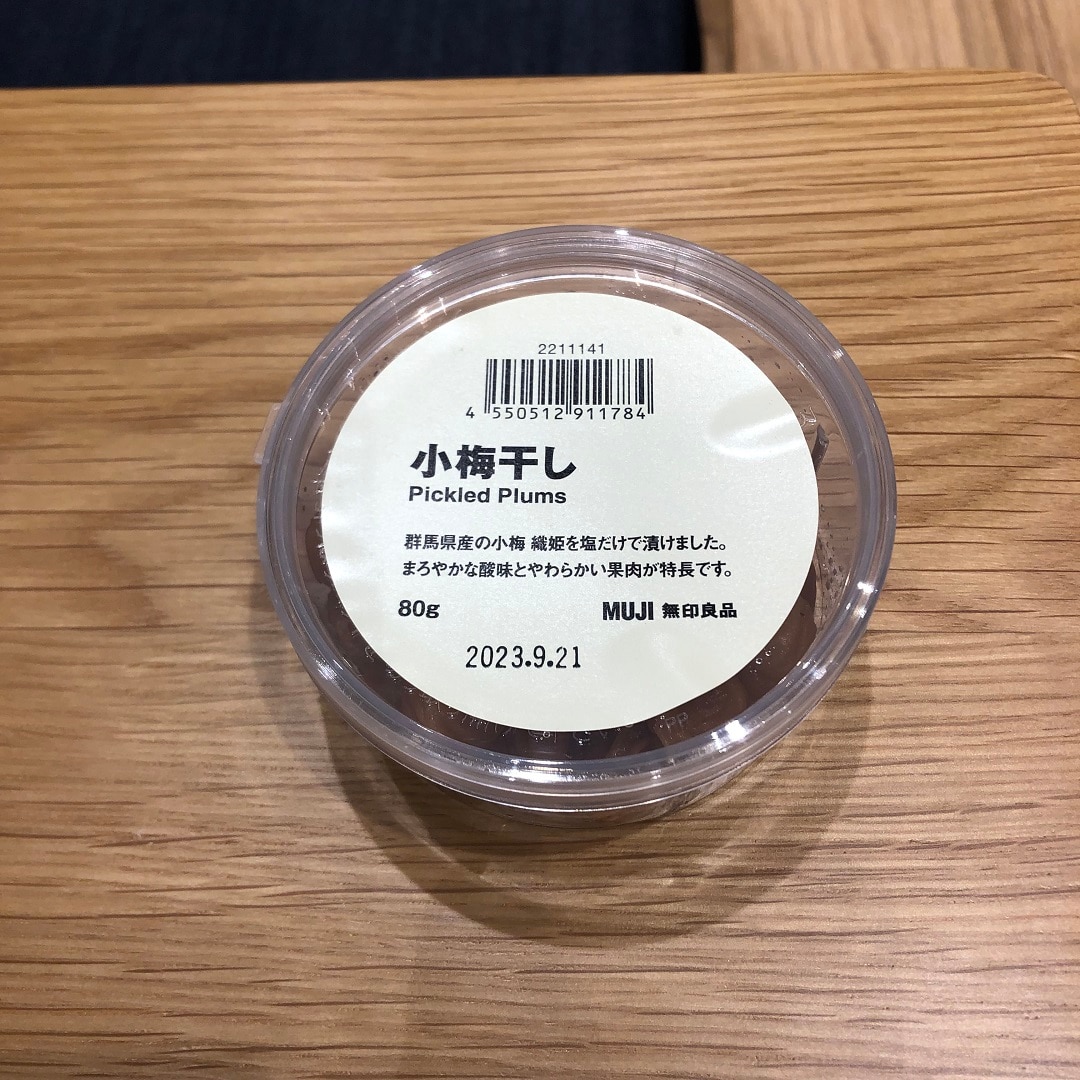 2211141
4 550512 911784
小梅干し
Pickled Plums
群馬県産の小梅 織姫を塩だけで漬けました。
まろやかな酸味とやわらかい果肉が特長です。
80g MUJI 無印良品
2023.9.21
PP